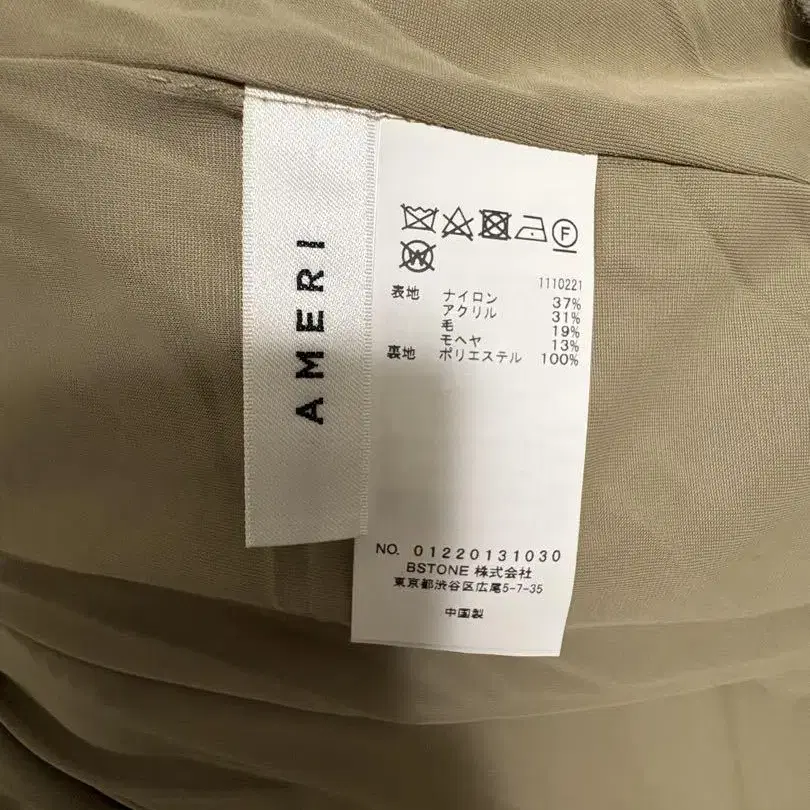 AMERI
F
W
1110221
表地 ナイロン 37%
アクリル 31%
毛 19%
モヘヤ 13%
裏地 ポリエステル 100%
NO. 01220131030
BSTONE 株式会社
東京都渋谷区広尾5-7-35
中国製